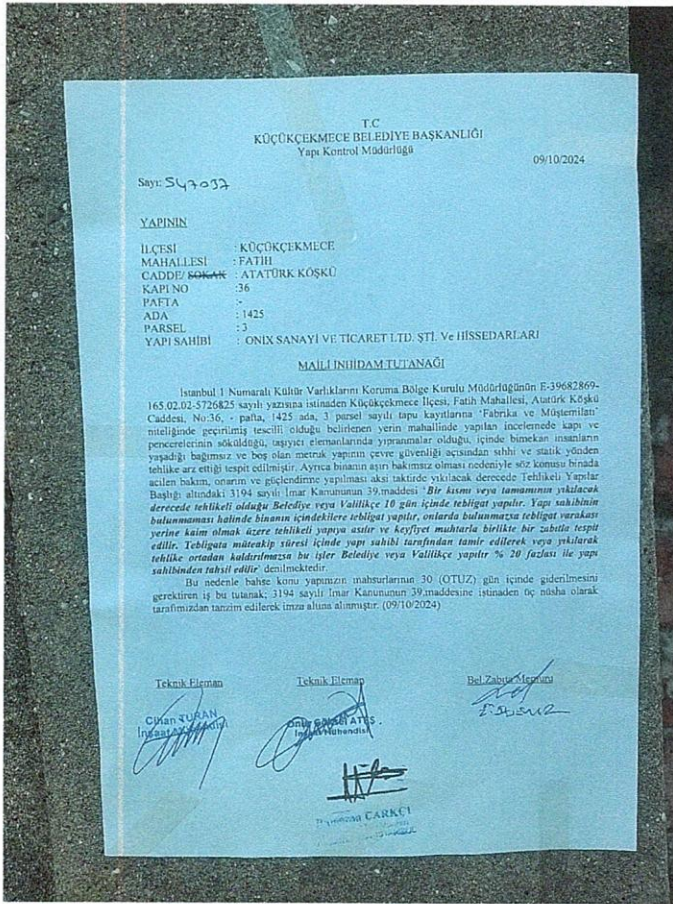 T.C
KÜÇÜKÇEKMECE BELEDİYE BAŞKANLIĞI
Yapı Kontrol Müdürlüğü
09/10/2024
Sayı: 547037
YAPININ
İLÇESİ : KÜÇÜKÇEKMECE
MAHALLESİ : FATİH
CADDE/ SOKAK : ATATÜRK KÖŞKÜ
KAPI NO :36
PAFTA :-
ADA : 1425
PARSEL : 3
YAPI SAHİBİ : ONIX SANAYİ VE TİCARET LTD. ŞTİ. Ve HİSSEDARLARI
MAİLİ İNHİDAM TUTANAĞI
İstanbul 1 Numaralı Kültür Varlıklarını Koruma Bölge Kurulu Müdürlüğünün E-39682869-
165.02.02-5726825 sayılı yazısına istinaden Küçükçekmece İlçesi, Fatih Mahallesi, Atatürk Köşkü
Caddesi, No:36, - pafta, 1425 ada, 3 parsel sayılı tapu kayıtlarına ‘Fabrika ve Müştemilatı’
niteliğinde geçirilmiş tescilli olduğu belirlenen yerin mahallinde yapılan incelemede kapı ve
pencerelerinin söküldüğü, taşıyıcı elemanlarında yıpranmalar olduğu, içinde bimekan insanların
yaşadığı bağımsız ve boş olan metruk yapının çevre güvenliği açısından sıhhi ve statik yönden
tehlike arz ettiği tespit edilmiştir. Ayrıca binanın aşırı bakımsız olması nedeniyle söz konusu binada
acilen bakım, onarım ve güçlendirme yapılması aksi taktirde yıkılacak derecede Tehlikeli Yapılar
Başlığı altındaki 3194 sayılı İmar Kanununun 39.maddesi ‘Bir kısmı veya tamamının yıkılacak
derecede tehlikeli olduğu Belediye veya Valilikçe 10 gün içinde tebligat yapılır. Yapı sahibinin
bulunmaması halinde binanın içindekilere tebligat yapılır, onlarda bulunmazsa tebligat varakası
yerine kaim olmak üzere tehlikeli yapıya asılır ve keyfiyet muhtarla birlikte bir zabıtla tespit
edilir. Tebligata müteakip süresi içinde yapı sahibi tarafından tamir edilerek veya yıkılarak
tehlike ortadan kaldırılmazsa bu işler Belediye veya Valilikçe yapılır % 20 fazlası ile yapı
sahibinden tahsil edilir’ denilmektedir.
Bu nedenle bahse konu yapınızın mahsurlarının 30 (OTUZ) gün içinde giderilmesini
gerektiren iş bu tutanak; 3194 sayılı İmar Kanununun 39.maddesine istinaden üç nüsha olarak
tarafımızdan tanzim edilerek imza altına alınmıştır. (09/10/2024)
Teknik Eleman Teknik Eleman Bel.Zabıta Memuru
Cihan TURAN
İnşaat Mühendisi
ATEŞ
İnşaat Mühendisi
ÇARKÇI